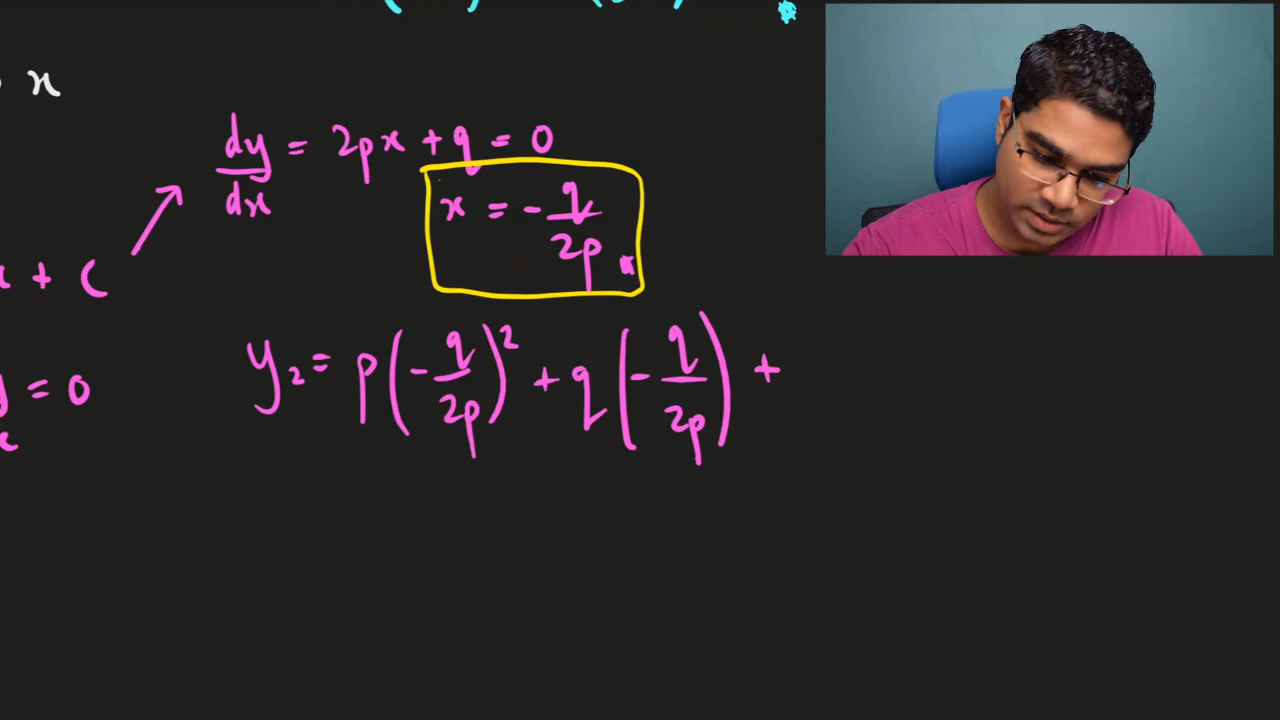 x
dy/dx = 2px + q = 0
x = - q/2p
+ c
y₂ = p(- q/2p)² + q(- q/2p) +
= 0